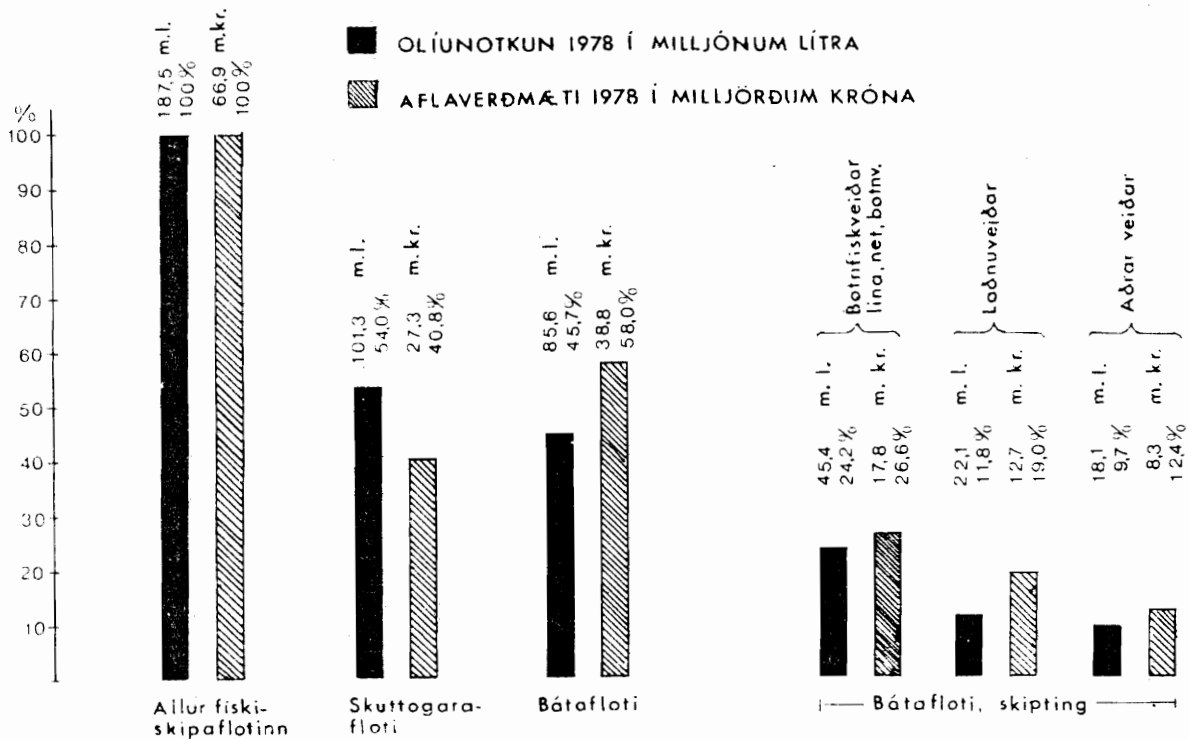 OLÍUNOTKUN 1978 Í MILLJÓNUM LÍTRA
AFLAVERÐMÆTI 1978 Í MILLJÖRÐUM KRÓNA
%
100
90
80
70
60
50
40
30
20
10
187,5 m.l.
100%
66,9 m.kr.
100%
Allur fiski-
skipaflotinn
101,3 m.l.
54,0%
27,3 m.kr.
40,8%
Skuttogara-
floti
85,6 m.l.
45,7%
38,8 m.kr.
58,0%
Bátafloti
Botnfiskveiðar
lína, net, botnv.
45,4 m.l.
24,2%
17,8 m.kr.
26,6%
Loðnuveiðar
22,1 m.l.
11,8%
12,7 m.kr.
19,0%
Aðrar veiðar
18,1 m.l.
9,7%
8,3 m.kr.
12,4%
Bátafloti, skipting